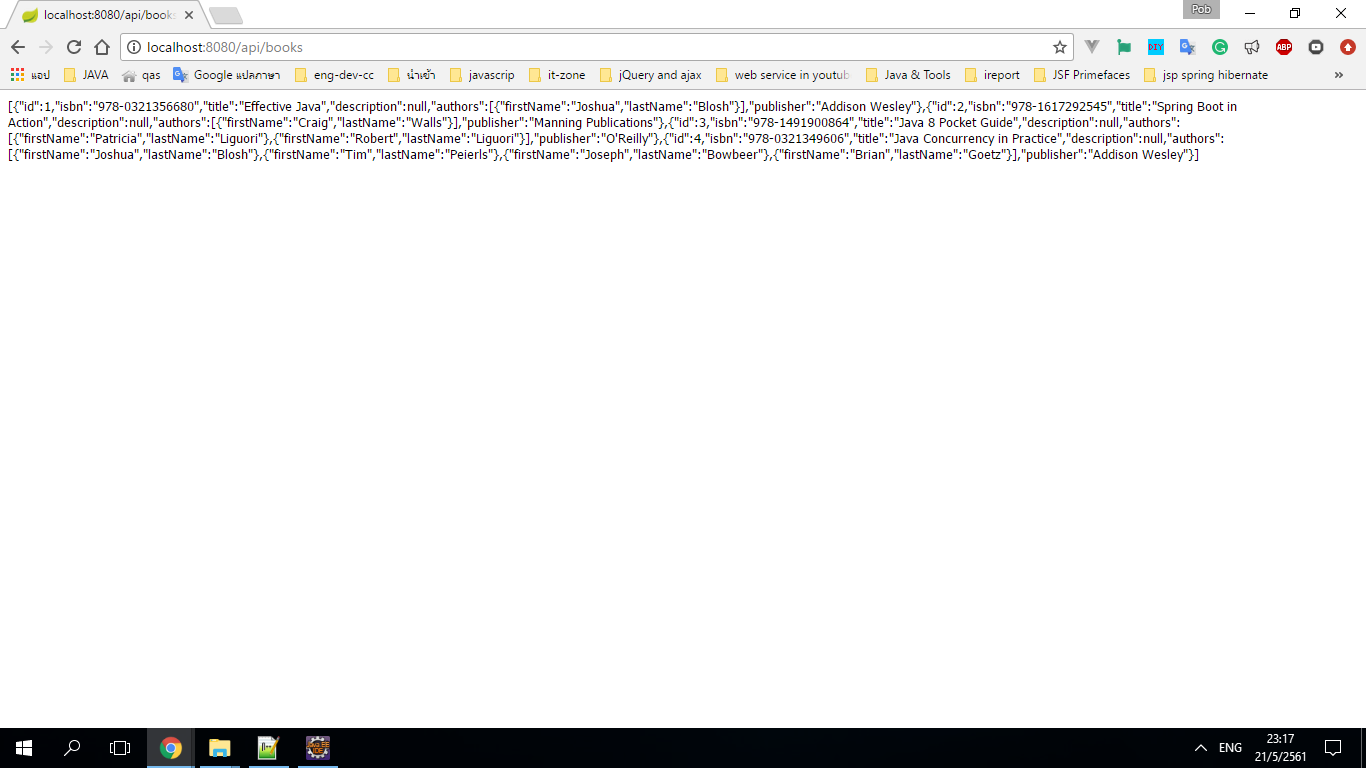 localhost:8080/api/books
Pob
localhost:8080/api/books
DIY
ABP
แอป
JAVA
qas
Google แปลภาษา
eng-dev-cc
น่าเข้า
javascrip
it-zone
jQuery and ajax
web service in youtub
Java & Tools
ireport
JSF Primefaces
jsp spring hibernate
[{"id":1,"isbn":"978-0321356680","title":"Effective Java","description":null,"authors":[{"firstName":"Joshua","lastName":"Blosh"}],"publisher":"Addison Wesley"},{"id":2,"isbn":"978-1617292545","title":"Spring Boot in
Action","description":null,"authors":[{"firstName":"Craig","lastName":"Walls"}],"publisher":"Manning Publications"},{"id":3,"isbn":"978-1491900864","title":"Java 8 Pocket Guide","description":null,"authors":
[{"firstName":"Patricia","lastName":"Liguori"},{"firstName":"Robert","lastName":"Liguori"}],"publisher":"O'Reilly"},{"id":4,"isbn":"978-0321349606","title":"Java Concurrency in Practice","description":null,"authors":
[{"firstName":"Joshua","lastName":"Blosh"},{"firstName":"Tim","lastName":"Peierls"},{"firstName":"Joseph","lastName":"Bowbeer"},{"firstName":"Brian","lastName":"Goetz"}],"publisher":"Addison Wesley"}]
ENG
23:17
21/5/2561